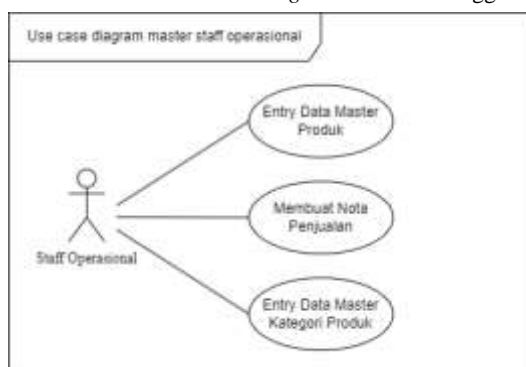 Use case diagram master staff operasional
Entry Data Master
Produk
Membuat Nota
Penjualan
Staff Operasional
Entry Data Master
Kategori Produk